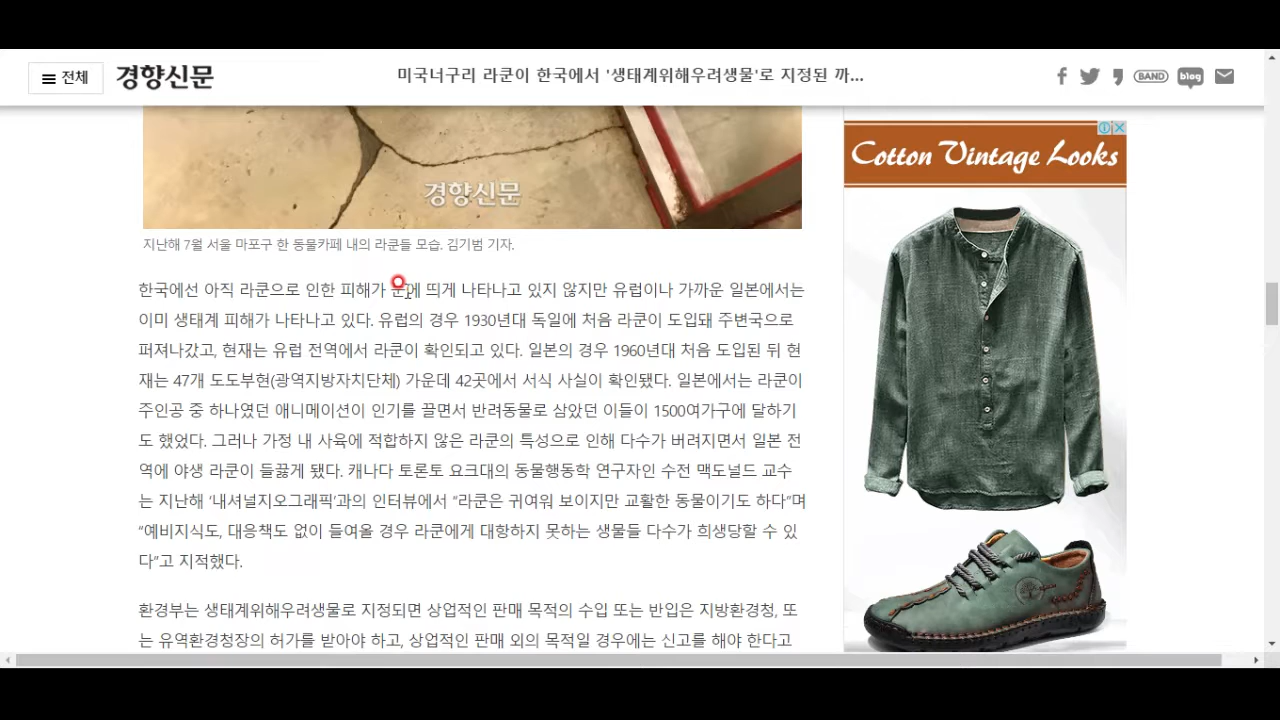 전체
경향신문
미국너구리 라쿤이 한국에서 '생태계위해우려생물'로 지정된 까...
BAND
blog
경향신문
지난해 7월 서울 마포구 한 동물카페 내의 라쿤들 모습. 김기범 기자.
한국에선 아직 라쿤으로 인한 피해가 눈에 띄게 나타나고 있지 않지만 유럽이나 가까운 일본에서는
이미 생태계 피해가 나타나고 있다. 유럽의 경우 1930년대 독일에 처음 라쿤이 도입돼 주변국으로
퍼져나갔고, 현재는 유럽 전역에서 라쿤이 확인되고 있다. 일본의 경우 1960년대 처음 도입된 뒤 현
재는 47개 도도부현(광역지방자치단체) 가운데 42곳에서 서식 사실이 확인됐다. 일본에서는 라쿤이
주인공 중 하나였던 애니메이션이 인기를 끌면서 반려동물로 삼았던 이들이 1500여가구에 달하기
도 했었다. 그러나 가정 내 사육에 적합하지 않은 라쿤의 특성으로 인해 다수가 버려지면서 일본 전
역에 야생 라쿤이 들끓게 됐다. 캐나다 토론토 요크대의 동물행동학 연구자인 수전 맥도널드 교수
는 지난해 ‘내셔널지오그래픽’과의 인터뷰에서 “라쿤은 귀여워 보이지만 교활한 동물이기도 하다”며
“예비지식도, 대응책도 없이 들여올 경우 라쿤에게 대항하지 못하는 생물들 다수가 희생당할 수 있
다”고 지적했다.
환경부는 생태계위해우려생물로 지정되면 상업적인 판매 목적의 수입 또는 반입은 지방환경청, 또
는 유역환경청장의 허가를 받아야 하고, 상업적인 판매 외의 목적일 경우에는 신고를 해야 한다고
Cotton Vintage Looks